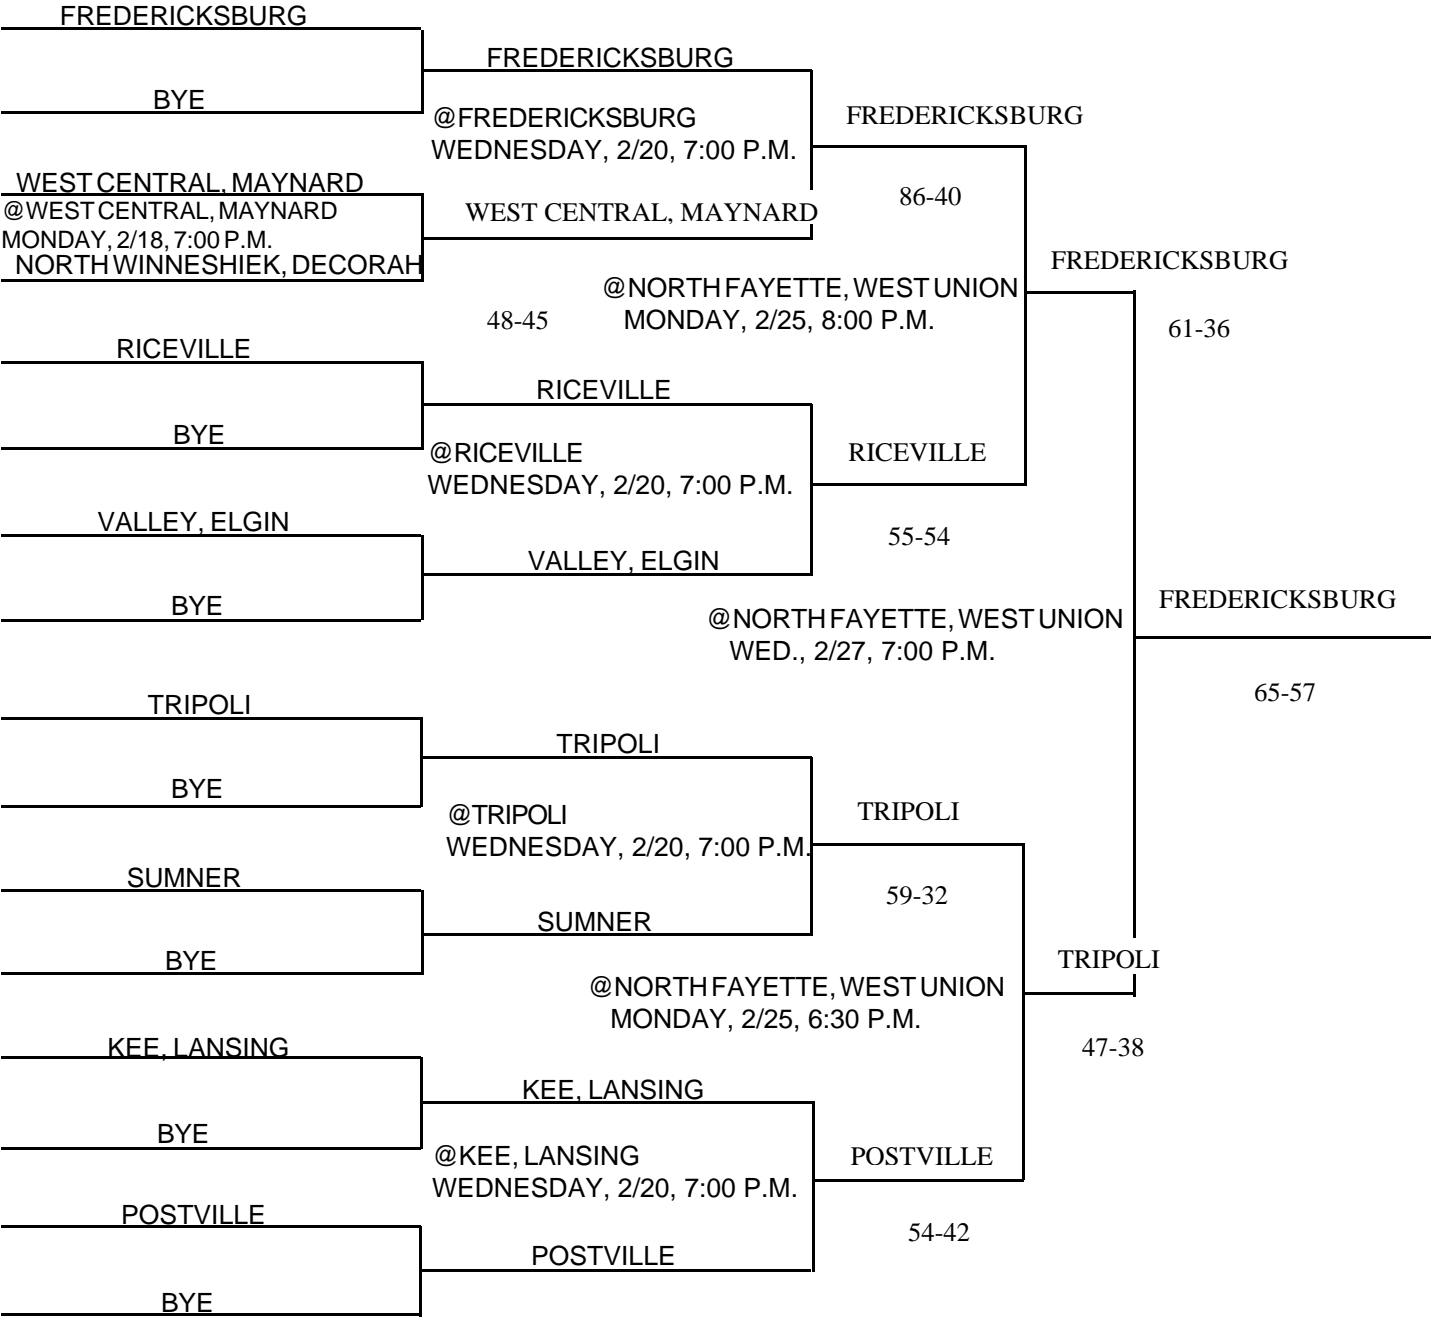 FREDERICKSBURG
FREDERICKSBURG
BYE
@FREDERICKSBURG
WEDNESDAY, 2/20, 7:00 P.M.
FREDERICKSBURG
WEST CENTRAL, MAYNARD
@WEST CENTRAL, MAYNARD
MONDAY, 2/18, 7:00 P.M.
NORTH WINNESHIEK, DECORAH
WEST CENTRAL, MAYNARD
86-40
48-45
@NORTH FAYETTE, WEST UNION
MONDAY, 2/25, 8:00 P.M.
FREDERICKSBURG
61-36
RICEVILLE
RICEVILLE
BYE
@RICEVILLE
WEDNESDAY, 2/20, 7:00 P.M.
RICEVILLE
VALLEY, ELGIN
VALLEY, ELGIN
55-54
BYE
@NORTH FAYETTE, WEST UNION
WED., 2/27, 7:00 P.M.
FREDERICKSBURG
65-57
TRIPOLI
TRIPOLI
BYE
@TRIPOLI
WEDNESDAY, 2/20, 7:00 P.M.
TRIPOLI
SUMNER
59-32
SUMNER
BYE
@NORTH FAYETTE, WEST UNION
MONDAY, 2/25, 6:30 P.M.
TRIPOLI
47-38
KEE, LANSING
KEE, LANSING
BYE
@KEE, LANSING
WEDNESDAY, 2/20, 7:00 P.M.
POSTVILLE
POSTVILLE
54-42
POSTVILLE
BYE